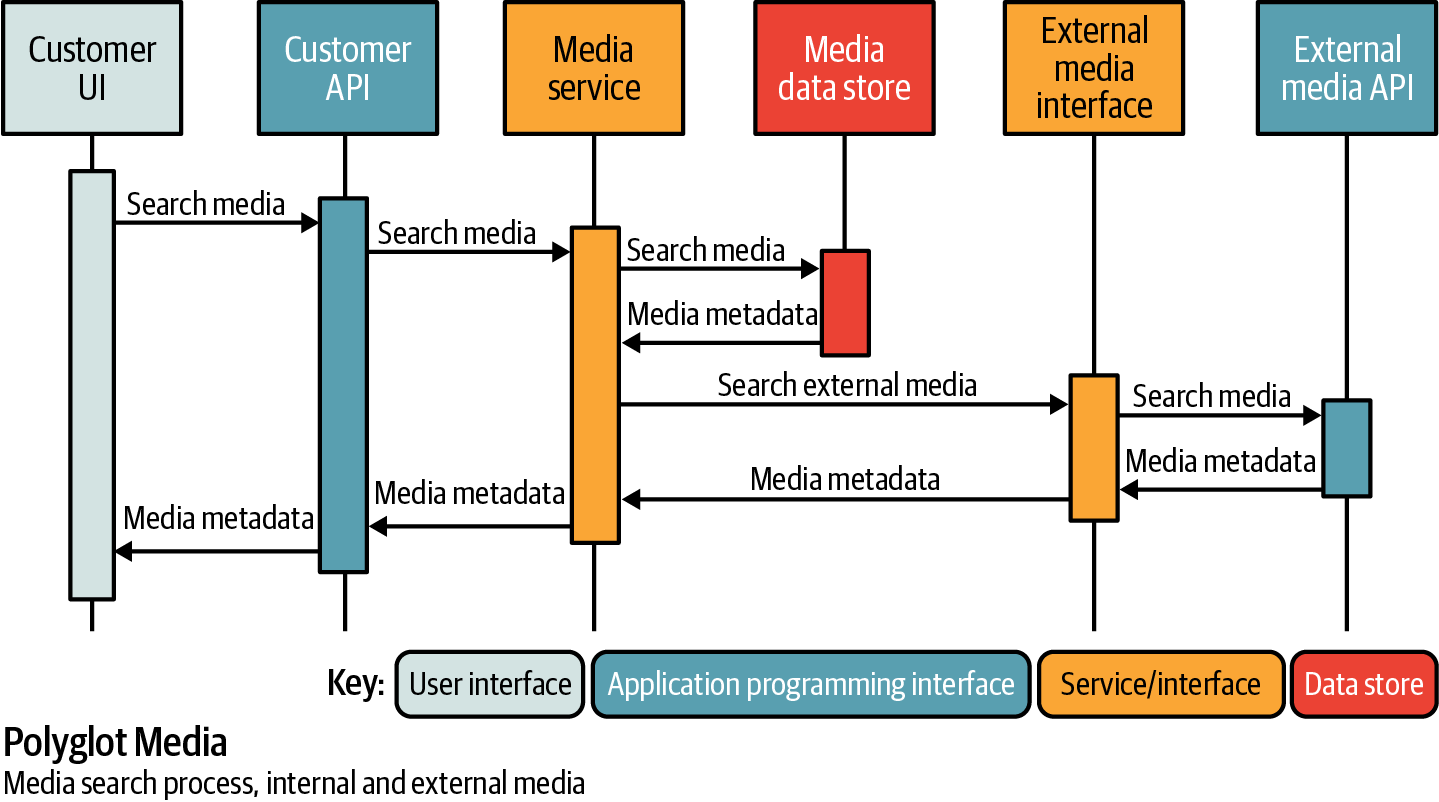 Customer
UI
Customer
API
Media
service
Media
data store
External
media
interface
External
media API
Search media
Search media
Search media
Media metadata
Search external media
Search media
Media metadata
Media metadata
Media metadata
Media metadata
Key:
User interface
Application programming interface
Service/interface
Data store
Polyglot Media
Media search process, internal and external media